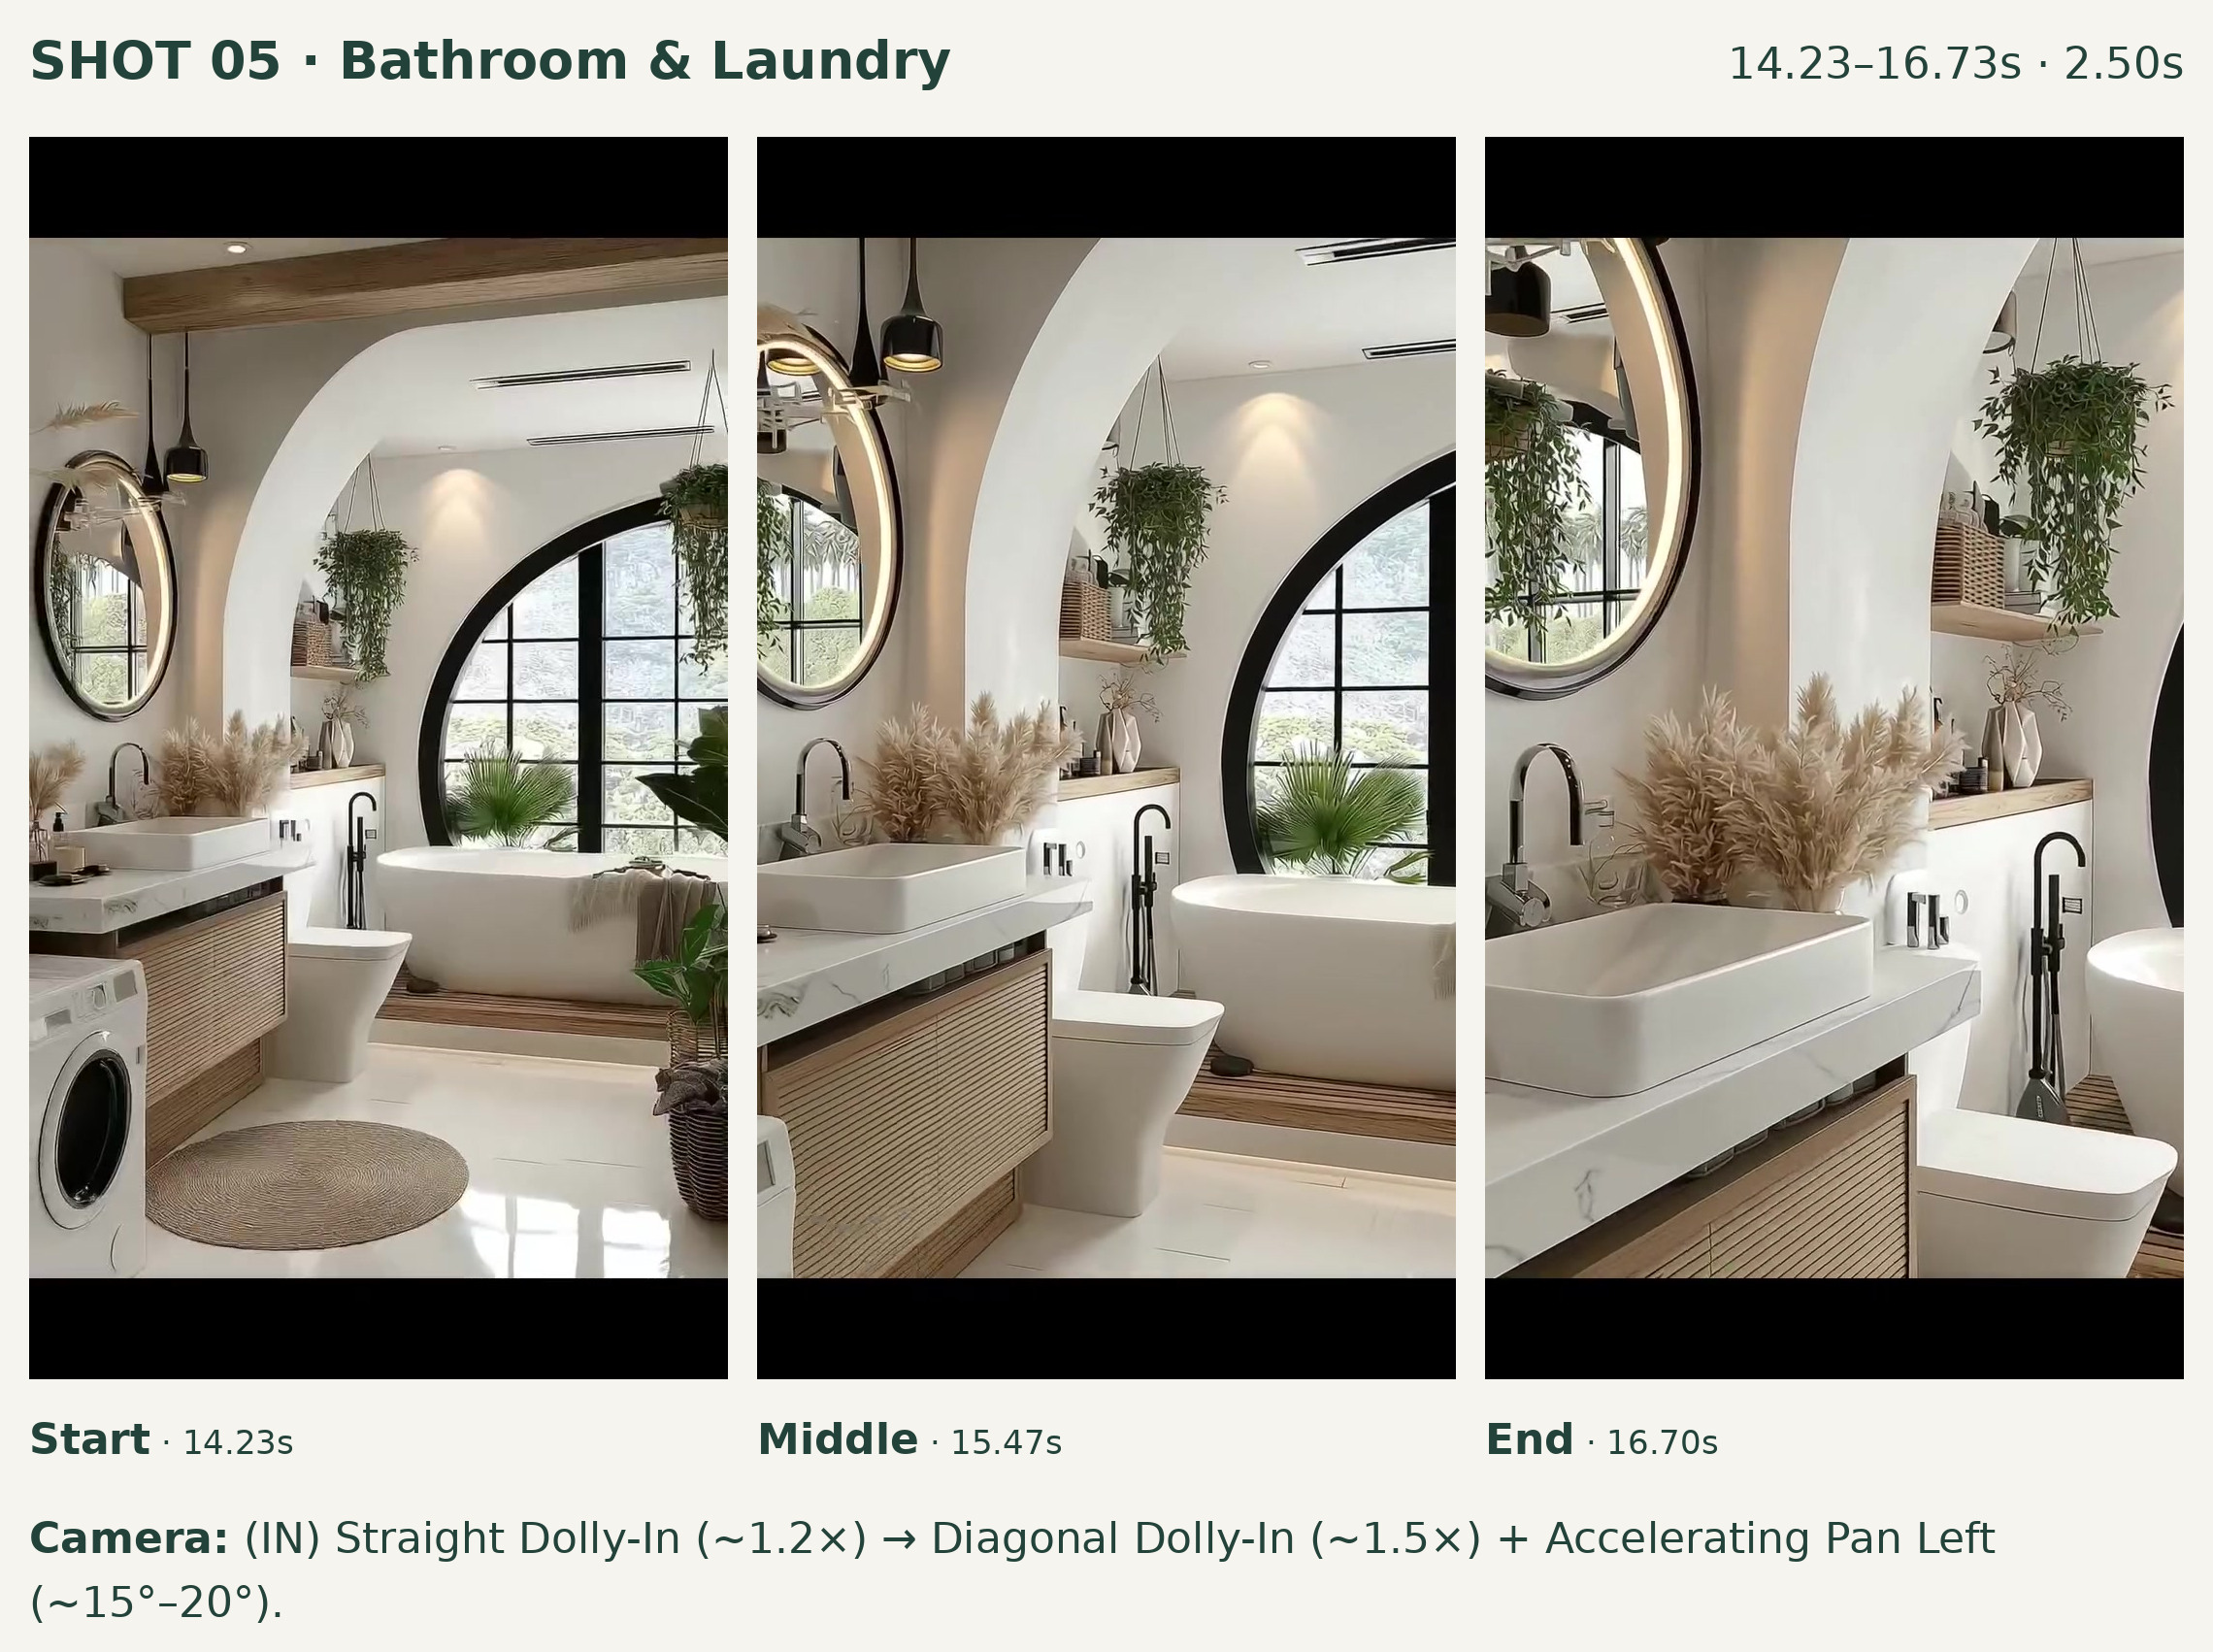 SHOT 05 · Bathroom & Laundry
14.23–16.73s · 2.50s
Start · 14.23s
Middle · 15.47s
End · 16.70s
Camera: (IN) Straight Dolly-In (~1.2×) → Diagonal Dolly-In (~1.5×) + Accelerating Pan Left
(~15°–20°).